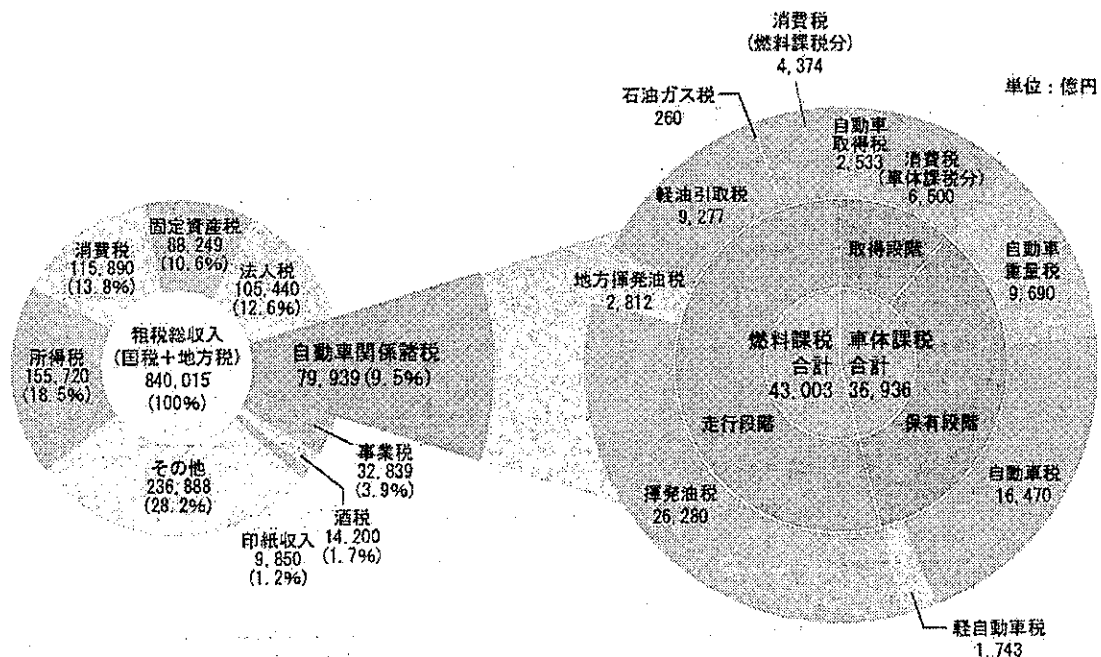 消費税
(燃料課税分)
4,374
単位：億円
石油ガス税
260
自動車
取得税
2,533
消費税
(車体課税分)
6,500
軽油引取税
9,277
取得段階
自動車
重量税
9,690
地方揮発油税
2,812
燃料課税
合計
43,003
車体課税
合計
36,936
走行段階
保有段階
揮発油税
26,280
自動車税
16,470
軽自動車税
1,743
固定資産税
88,249
(10.6%)
消費税
115,890
(13.8%)
法人税
105,440
(12.6%)
租税総収入
(国税+地方税)
840,015
(100%)
所得税
155,720
(18.5%)
自動車関係諸税
79,939(9.5%)
事業税
32,839
(3.9%)
その他
236,888
(28.2%)
酒税
14,200
(1.7%)
印紙収入
9,850
(1.2%)